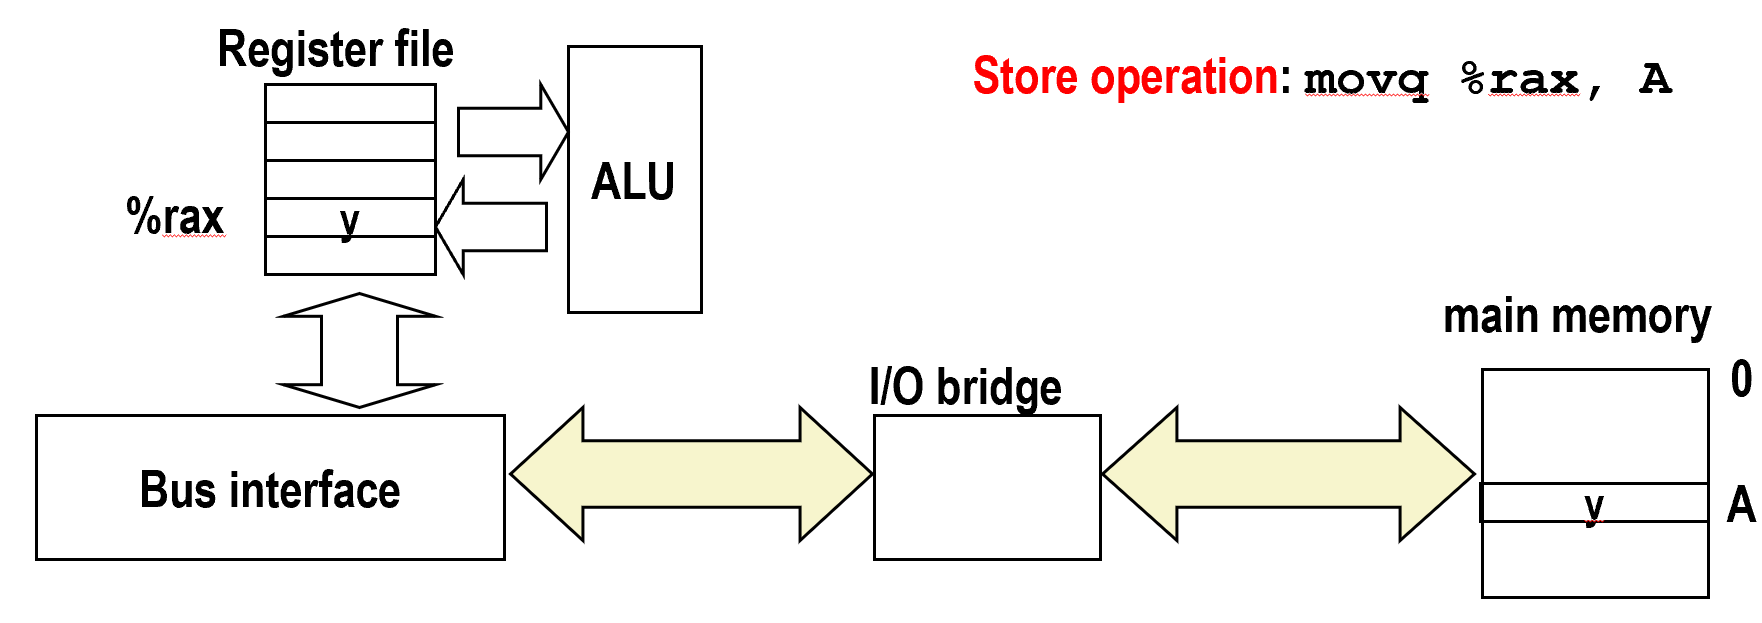 Register file
Store operation: movq %rax, A
ALU
%rax
y
main memory
0
I/O bridge
Bus interface
y
A